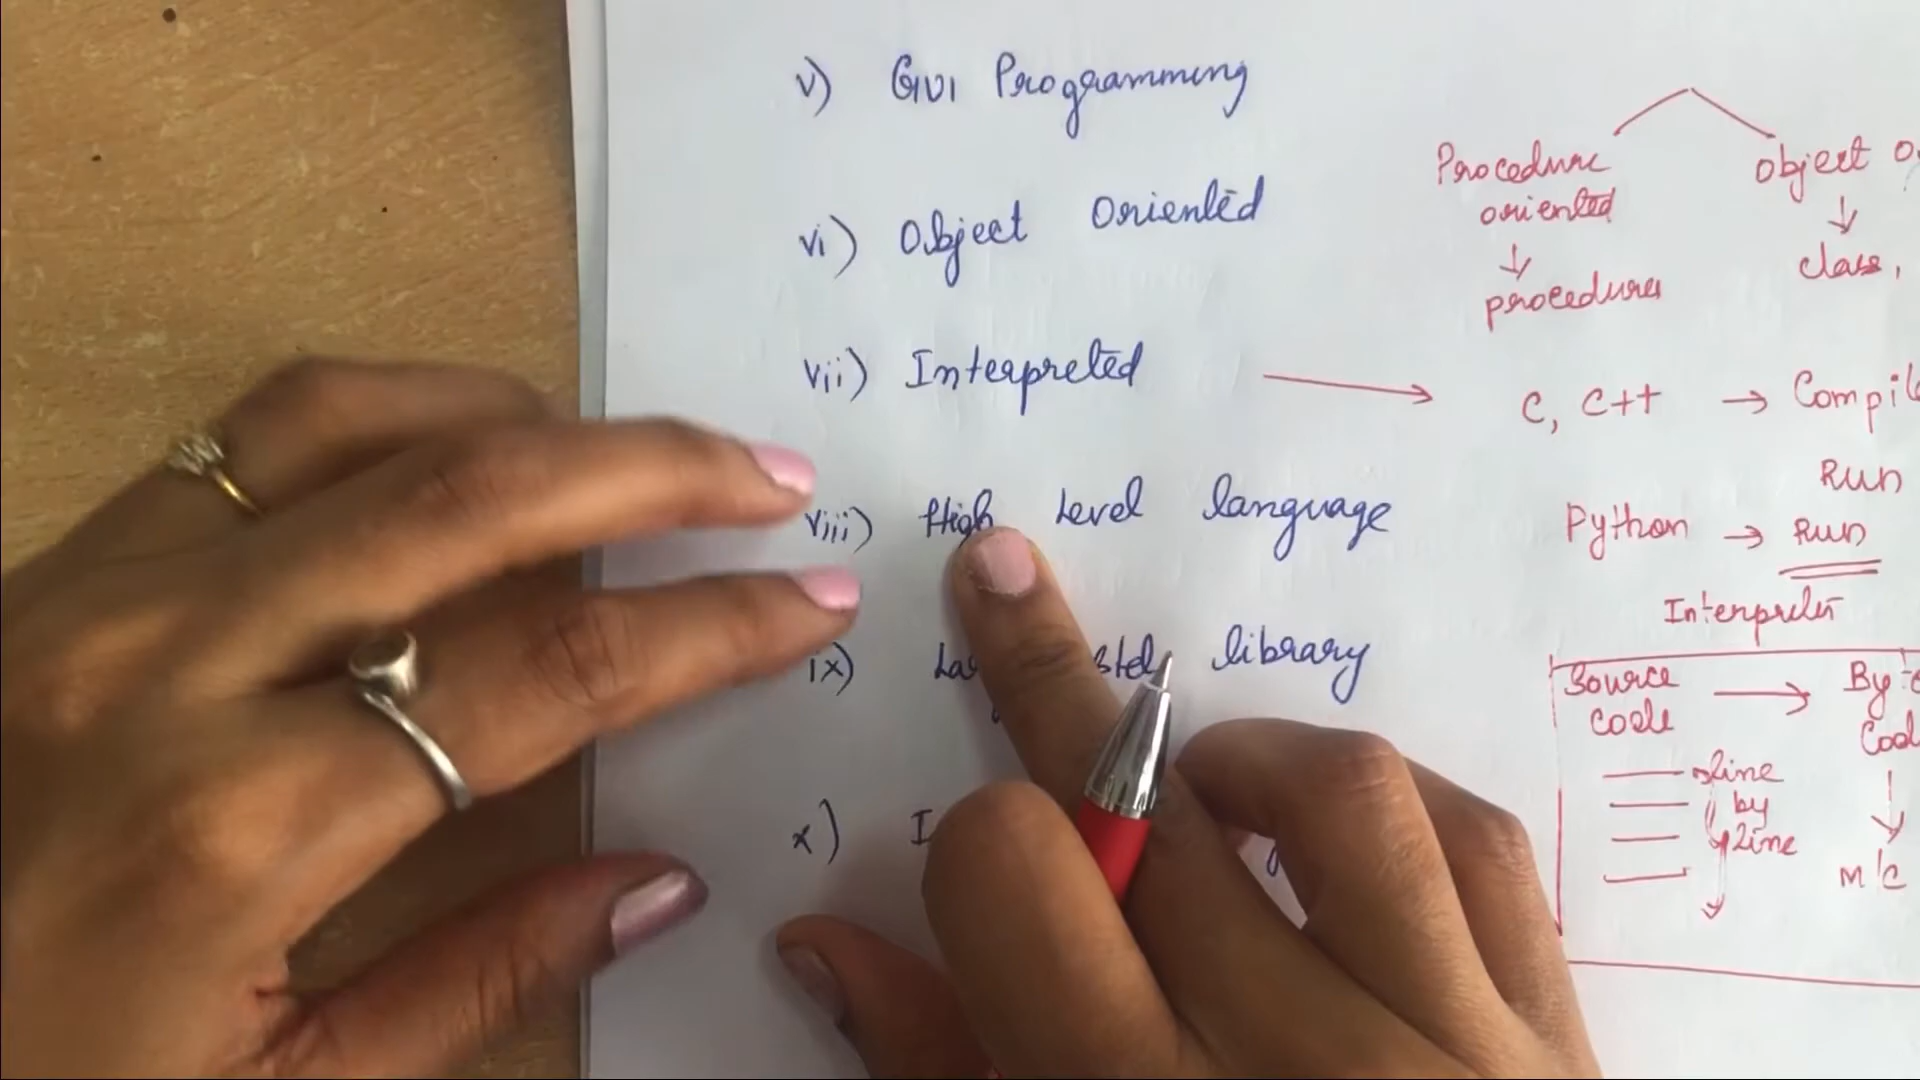 v) GUI Programming
vi) Object Oriented
vii) Interpreted
viii) High Level language
ix) library
x)
Procedure
oriented
↓
procedures
Object
↓
class,
→ C, C++ →
Run
Python → Run
Interpreter
Source →
Code
line
by
Line
↓
m/c